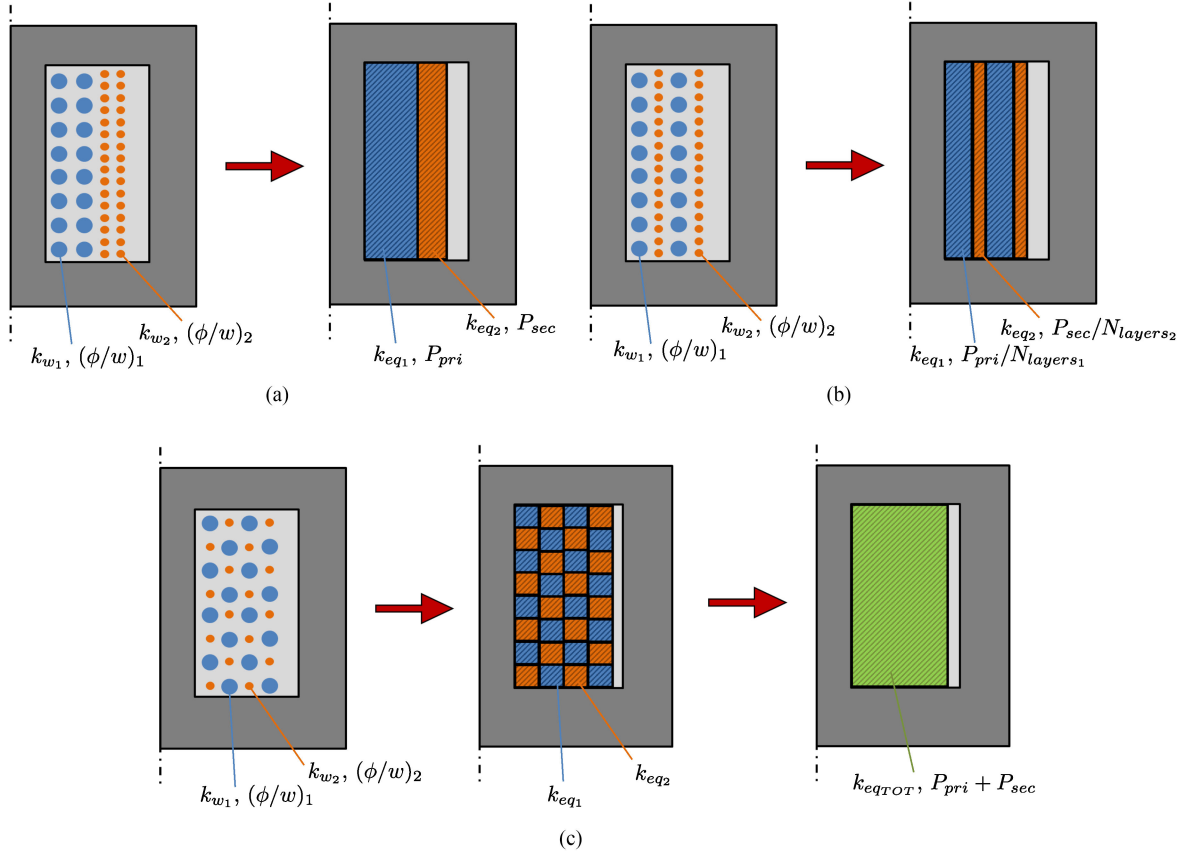 k_{w_1}, (ϕ/w)_1
k_{w_2}, (ϕ/w)_2
k_{eq_1}, P_{pri}
k_{eq_2}, P_{sec}
(a)
k_{w_1}, (ϕ/w)_1
k_{w_2}, (ϕ/w)_2
k_{eq_2}, P_{sec}/N_{layers_2}
k_{eq_1}, P_{pri}/N_{layers_1}
(b)
k_{w_2}, (ϕ/w)_2
k_{w_1}, (ϕ/w)_1
k_{eq_2}
k_{eq_1}
k_{eq_{TOT}}, P_{pri} + P_{sec}
(c)